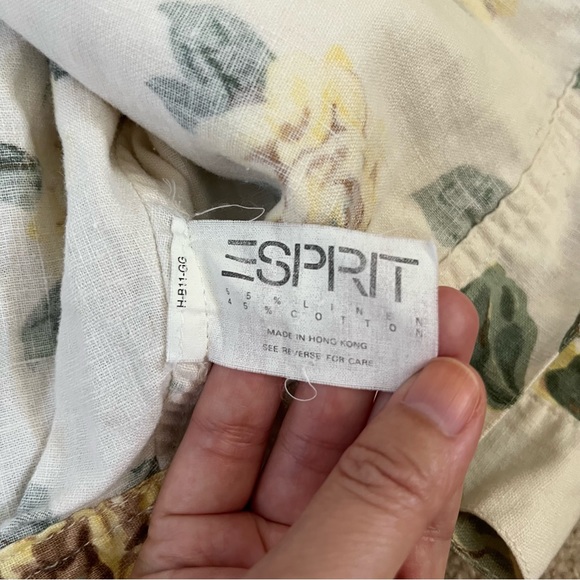 ESPRIT
55% LINEN
45% COTTON
MADE IN HONG KONG
SEE REVERSE FOR CARE
H-B11-GG